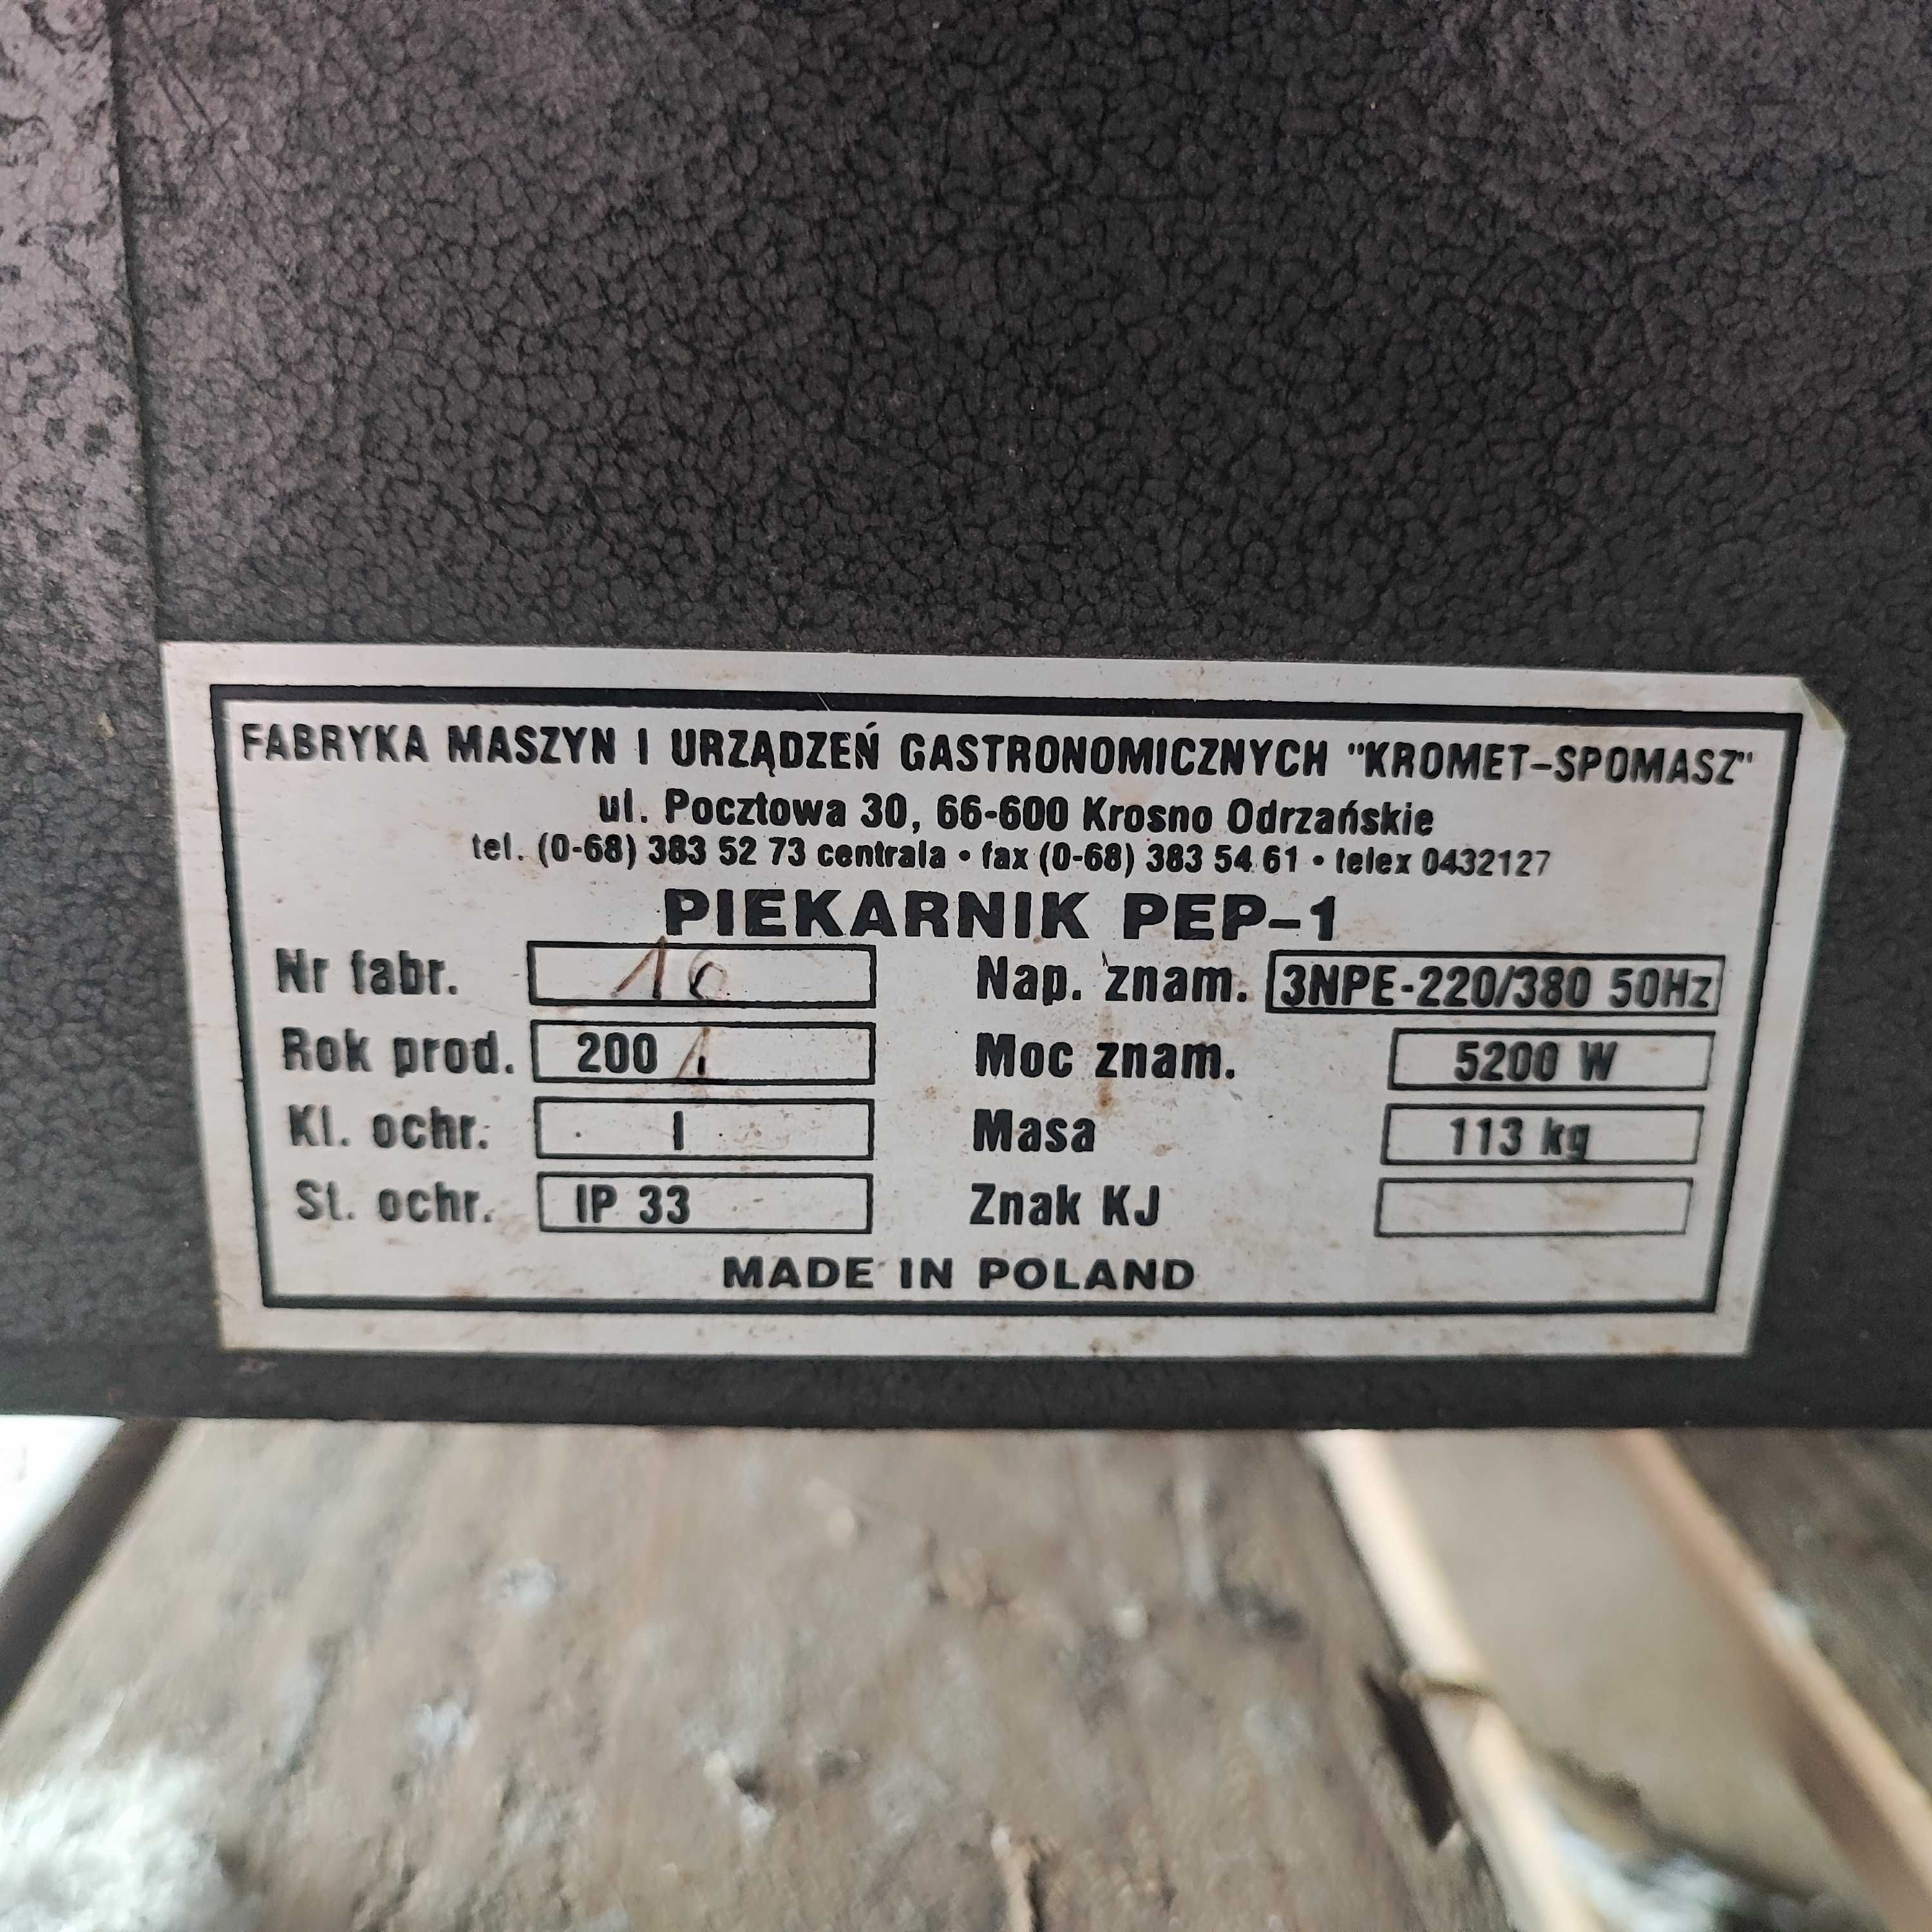 FABRYKA MASZYN I URZĄDZEŃ GASTRONOMICZNYCH "KROMET-SPOMASZ"
ul. Pocztowa 30, 66-600 Krosno Odrzańskie
tel. (0-68) 383 52 73 centrala • fax (0-68) 383 54 61 • telex 0432127
PIEKARNIK PEP-1
Nr fabr. Nap. znam. 3NPE-220/380 50Hz
Rok prod. 200 Moc znam. 5200 W
Kl. ochr. I Masa 113 kg
St. ochr. IP 33 Znak KJ
MADE IN POLAND